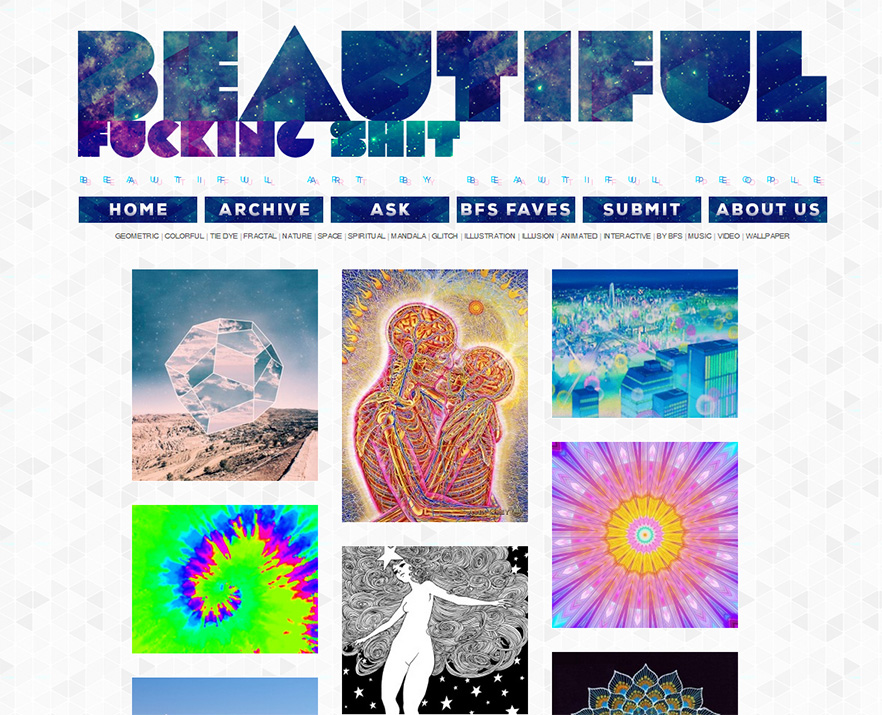 BEAUTIFUL
FUCKING SHIT
BEAUTIFUL ART BY BEAUTIFUL PEOPLE
HOME ARCHIVE ASK BFS FAVES SUBMIT ABOUT US
GEOMETRIC | COLORFUL | TIE DYE | FRACTAL | NATURE | SPACE | SPIRITUAL | MANDALA | GLITCH | ILLUSTRATION | ILLUSION | ANIMATED | INTERACTIVE | BY BFS | MUSIC | VIDEO | WALLPAPER